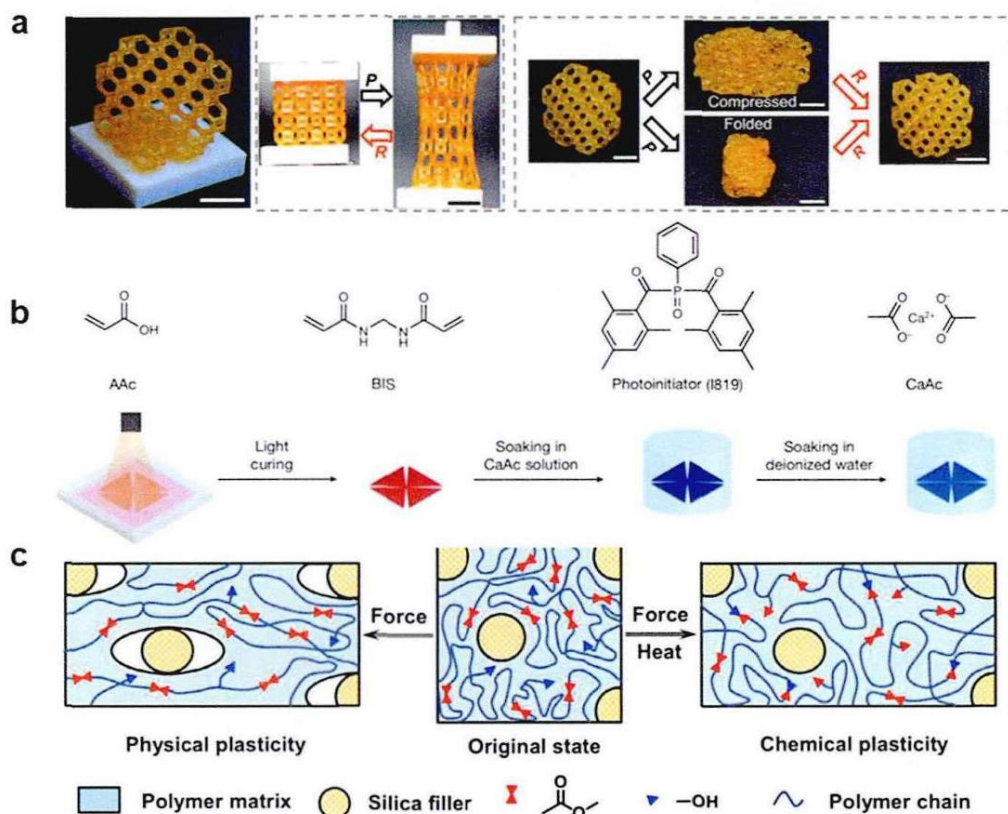 a
P
R
P
P
Compressed
Folded
R
R
b
O
OH
AAc
O
N
H
N
H
O
BIS
O
P
O
O
Photoinitiator (I819)
O
O⁻
Ca²⁺
O⁻
O
CaAc
Light
curing
Soaking in
CaAc solution
Soaking in
deionized water
c
Force
Force
Heat
Physical plasticity
Original state
Chemical plasticity
Polymer matrix
Silica filler
O
O
–OH
Polymer chain